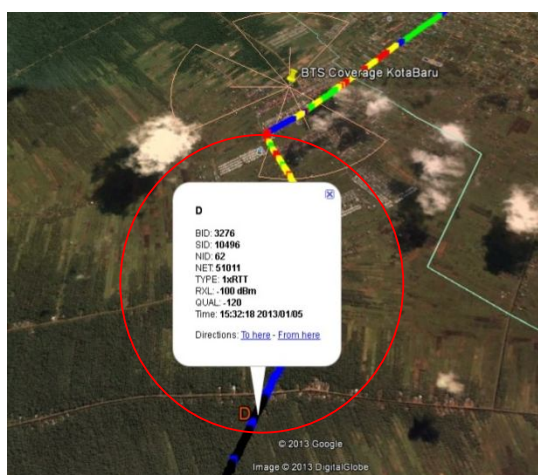 BTS Coverage KotaBaru
D
BID: 3276
SID: 10496
NID: 62
NET: 51011
TYPE: 1xRTT
RXL: -100 dBm
QUAL: -120
Time: 15:32:18 2013/01/05
Directions: To here - From here
D
© 2013 Google
Image © 2013 DigitalGlobe